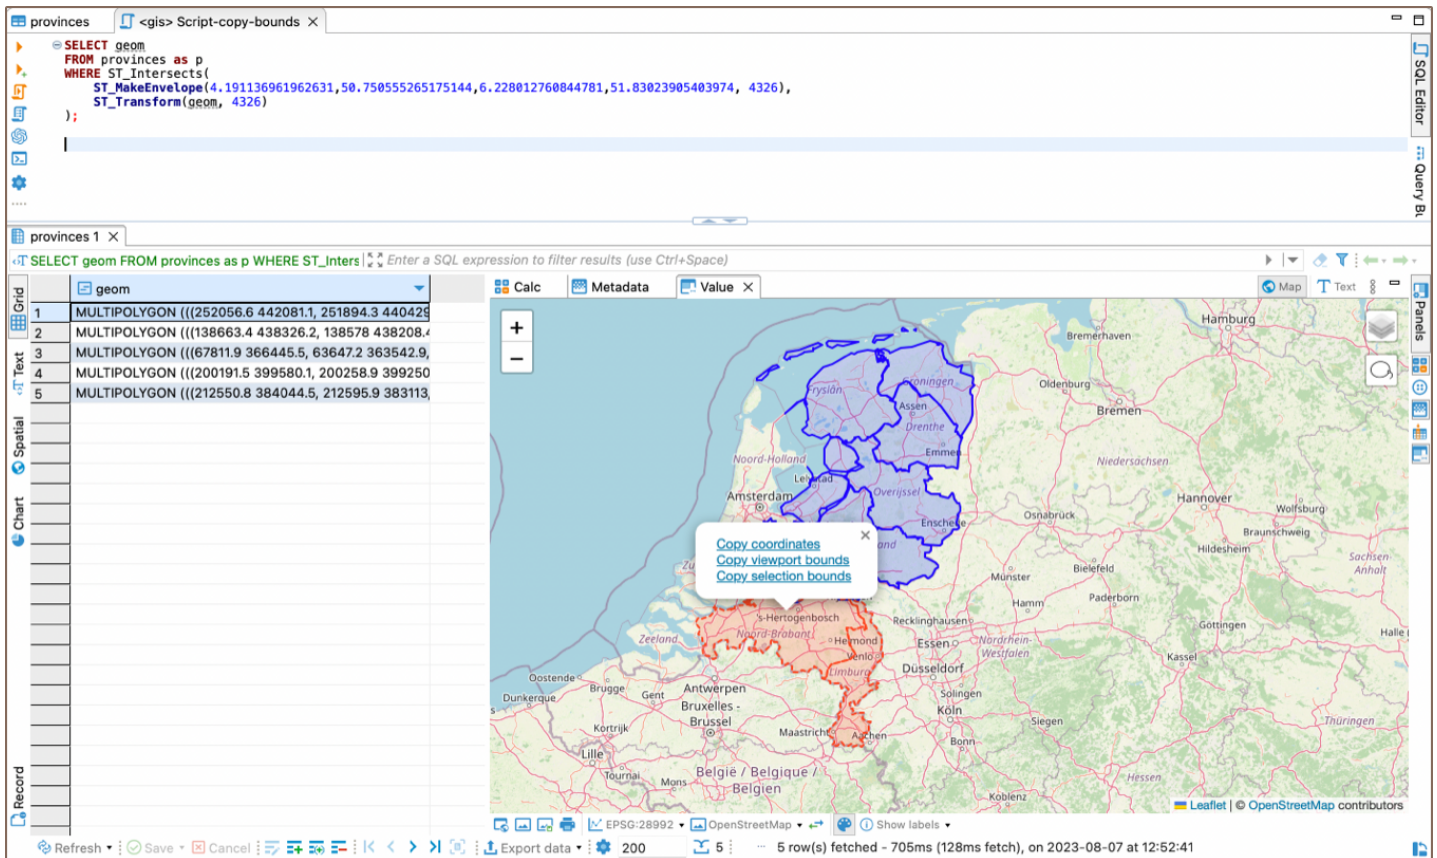 provinces
<gis> Script-copy-bounds
SELECT geom
FROM provinces as p
WHERE ST_Intersects(
ST_MakeEnvelope(4.191136961962631,50.750555265175144,6.228012760844781,51.83023905403974, 4326),
ST_Transform(geom, 4326)
);
SQL Editor
Query Bu
provinces 1
SELECT geom FROM provinces as p WHERE ST_Inters
Enter a SQL expression to filter results (use Ctrl+Space)
Grid
Text
Spatial
Chart
Record
geom
1 MULTIPOLYGON (((252056.6 442081.1, 251894.3 440429
2 MULTIPOLYGON (((138663.4 438326.2, 138578 438208.4
3 MULTIPOLYGON (((67811.9 366445.5, 63647.2 363542.9,
4 MULTIPOLYGON (((200191.5 399580.1, 200258.9 399250
5 MULTIPOLYGON (((212550.8 384044.5, 212595.9 383113,
Calc
Metadata
Value
Map
Text
Panels
+
−
Hamburg
Bremerhaven
Fryslân
Groningen
Oldenburg
Assen
Bremen
Drenthe
Emmen
Noord-Holland
Niedersachsen
Lelystad
Amsterdam
Overijssel
Hannover
Wolfsburg
Osnabrück
Enschede
Braunschweig
Hildesheim
Sachsen-
Anhalt
Copy coordinates
Copy viewport bounds
Copy selection bounds
and
Zu
Bielefeld
Münster
Paderborn
Hamm
's-Hertogenbosch
Recklinghausen
Göttingen
Zeeland
Noord-Brabant
Helmond
Essen
Nordrhein-
Westfalen
Halle (
Venlo
Kassel
Limburg
Düsseldorf
Oostende
Dunkerque
Brugge
Gent
Antwerpen
Solingen
Bruxelles -
Brussel
Köln
Siegen
Thüringen
Kortrijk
Maastricht
Aachen
Bonn
Lille
Tournai
Mons
België / Belgique /
Belgien
Hessen
Koblenz
Leaflet | © OpenStreetMap contributors
EPSG:28992
OpenStreetMap
Show labels
Refresh
Save
Cancel
Export data
200
5
5 row(s) fetched - 705ms (128ms fetch), on 2023-08-07 at 12:52:41